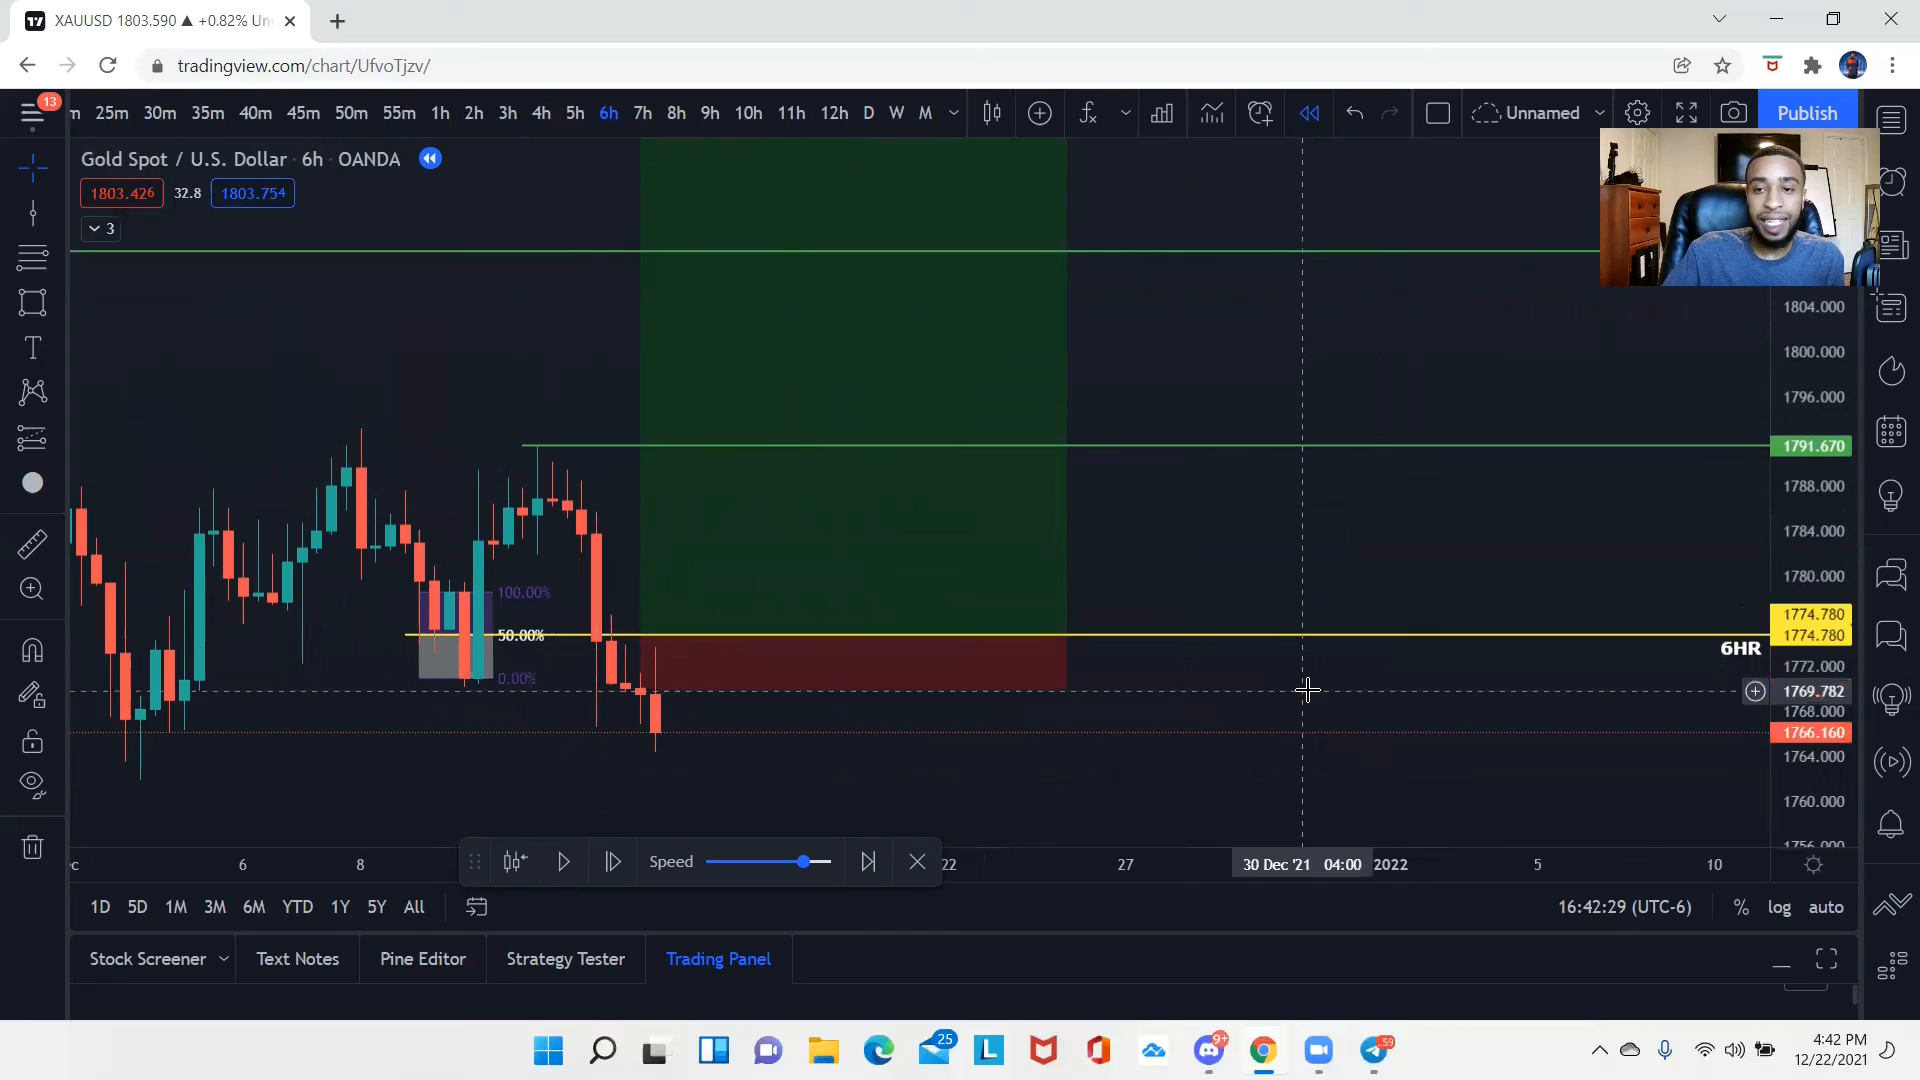 XAUUSD 1803.590 ▲ +0.82% Un
tradingview.com/chart/UfvoTjzv/
13
m 25m 30m 35m 40m 45m 50m 55m 1h 2h 3h 4h 5h 6h 7h 8h 9h 10h 11h 12h D W M
Unnamed
Publish
Gold Spot / U.S. Dollar · 6h · OANDA
1803.426 32.8 1803.754
3
1804.000
1800.000
1796.000
1791.670
1788.000
1784.000
1780.000
100.00%
1774.780
50.00%
1774.780
6HR
1772.000
0.00%
1769.782
1768.000
1766.160
1764.000
1760.000
1756.000
6 8 22 27 30 Dec '21 04:00 2022 5 10
Speed
1D 5D 1M 3M 6M YTD 1Y 5Y All
16:42:29 (UTC-6) % log auto
Stock Screener Text Notes Pine Editor Strategy Tester Trading Panel
25
9+
59
4:42 PM
12/22/2021